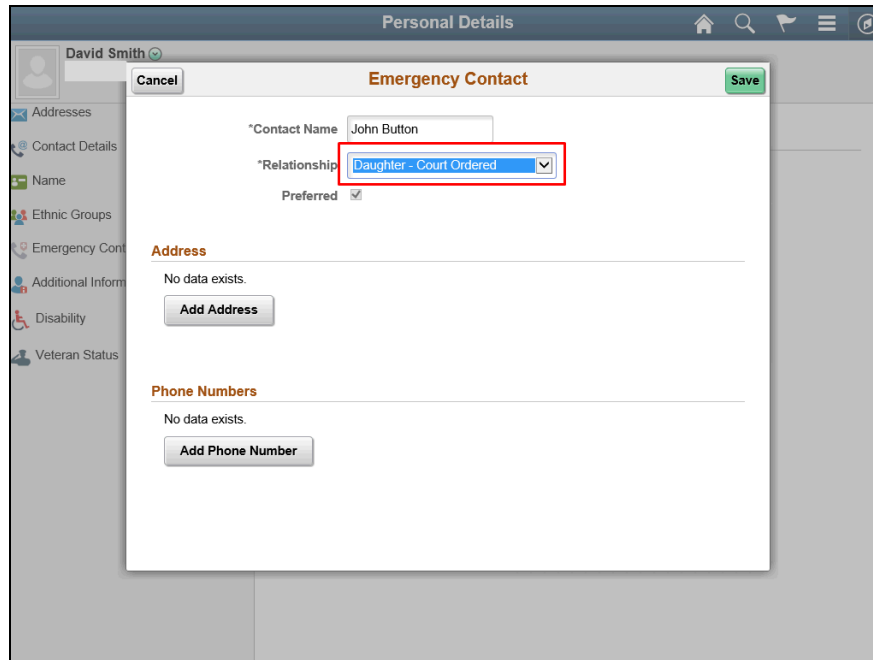 Personal Details
David Smith
Cancel
Emergency Contact
Save
Addresses
Contact Details
Name
Ethnic Groups
Emergency Cont
Additional Inform
Disability
Veteran Status
*Contact Name John Button
*Relationship Daughter - Court Ordered
Preferred
Address
No data exists.
Add Address
Phone Numbers
No data exists.
Add Phone Number